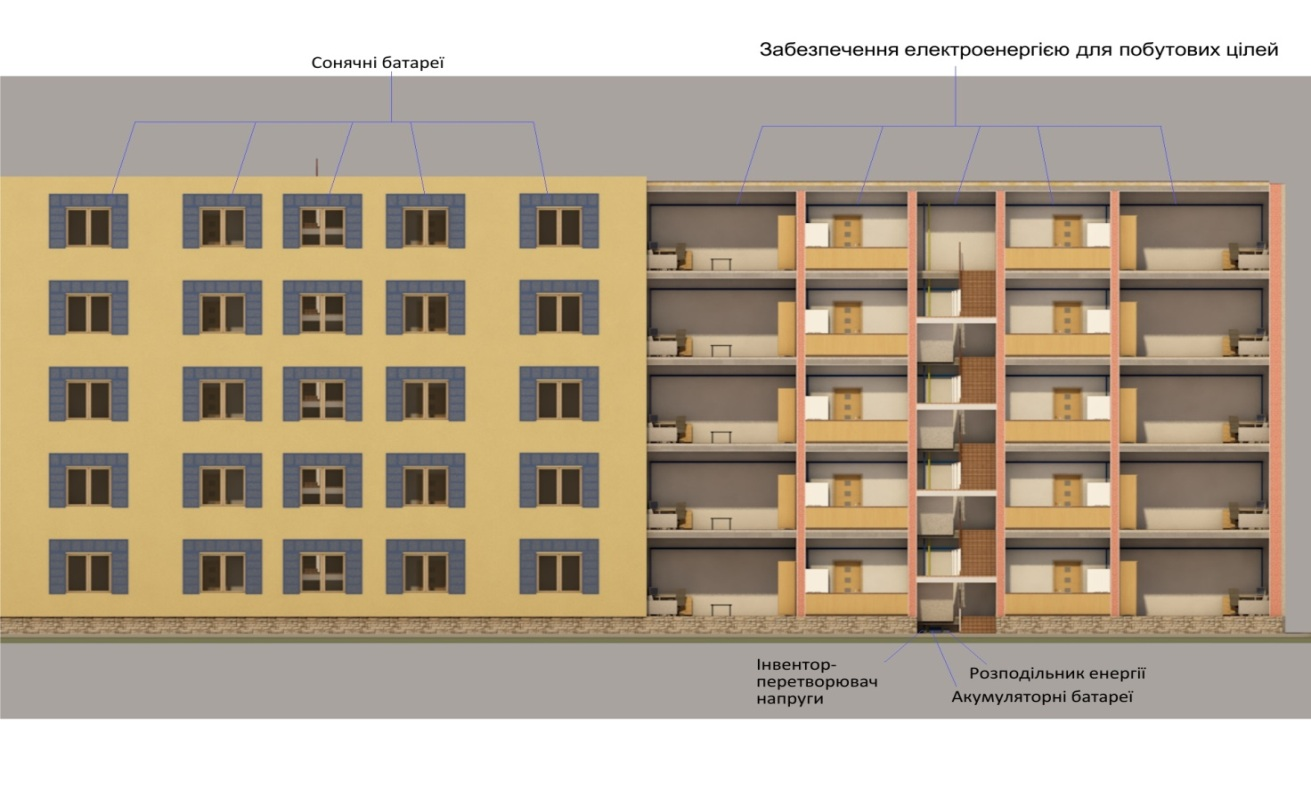 Забезпечення електроенергією для побутових цілей
Сонячні батареї
Інвентор-
перетворювач
напруги
Розподільник енергії
Акумуляторні батареї